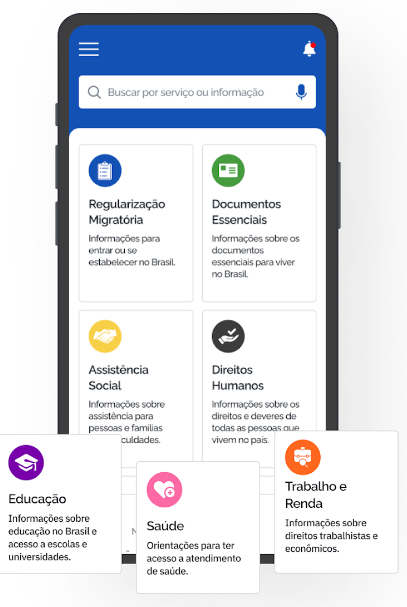 Buscar por serviço ou informação
Regularização
Migratória
Informações para
entrar ou se
estabelecer no Brasil.
Documentos
Essenciais
Informações sobre os
documentos
essenciais para viver
no Brasil.
Assistência
Social
Informações sobre
assistência para
pessoas e famílias
culdades.
Direitos
Humanos
Informações sobre os
direitos e deveres de
todas as pessoas que
vivem no país.
Educação
Informações sobre
educação no Brasil e
acesso a escolas e
universidades.
Saúde
Orientações para ter
acesso a atendimento
de saúde.
Trabalho e
Renda
Informações sobre
direitos trabalhistas e
econômicos.